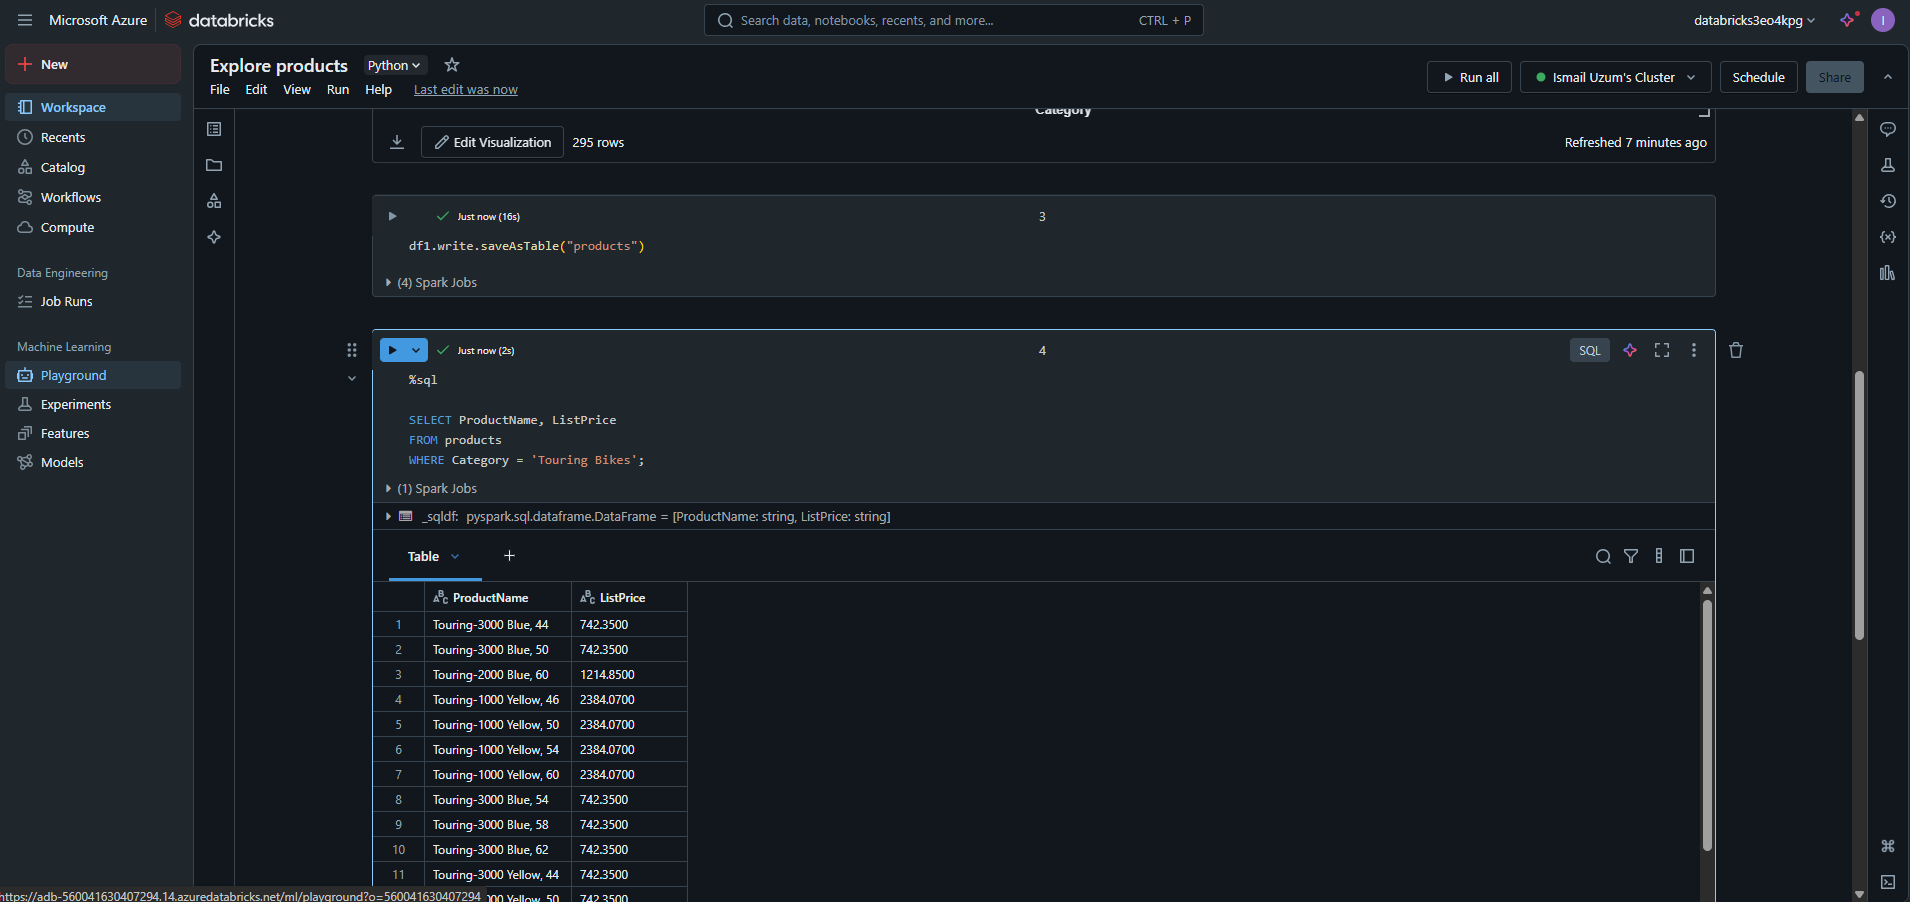 Microsoft Azure databricks
Search data, notebooks, recents, and more...
CTRL + P
databricks3eo4kpg
I
New
Workspace
Recents
Catalog
Workflows
Compute
Data Engineering
Job Runs
Machine Learning
Playground
Experiments
Features
Models
Explore products
Python
File Edit View Run Help Last edit was now
Run all
Ismail Uzum's Cluster
Schedule
Share
Category
Edit Visualization
295 rows
Refreshed 7 minutes ago
Just now (16s)
3
df1.write.saveAsTable("products")
(4) Spark Jobs
Just now (2s)
4
SQL
%sql
SELECT ProductName, ListPrice
FROM products
WHERE Category = 'Touring Bikes';
(1) Spark Jobs
_sqldf: pyspark.sql.dataframe.DataFrame = [ProductName: string, ListPrice: string]
Table
ProductName ListPrice
1 Touring-3000 Blue, 44 742.3500
2 Touring-3000 Blue, 50 742.3500
3 Touring-2000 Blue, 60 1214.8500
4 Touring-1000 Yellow, 46 2384.0700
5 Touring-1000 Yellow, 50 2384.0700
6 Touring-1000 Yellow, 54 2384.0700
7 Touring-1000 Yellow, 60 2384.0700
8 Touring-3000 Blue, 54 742.3500
9 Touring-3000 Blue, 58 742.3500
10 Touring-3000 Blue, 62 742.3500
11 Touring-3000 Yellow, 44 742.3500
Yellow, 50 742.3500
https://adb-560041630407294.14.azuredatabricks.net/ml/playground?o=560041630407294